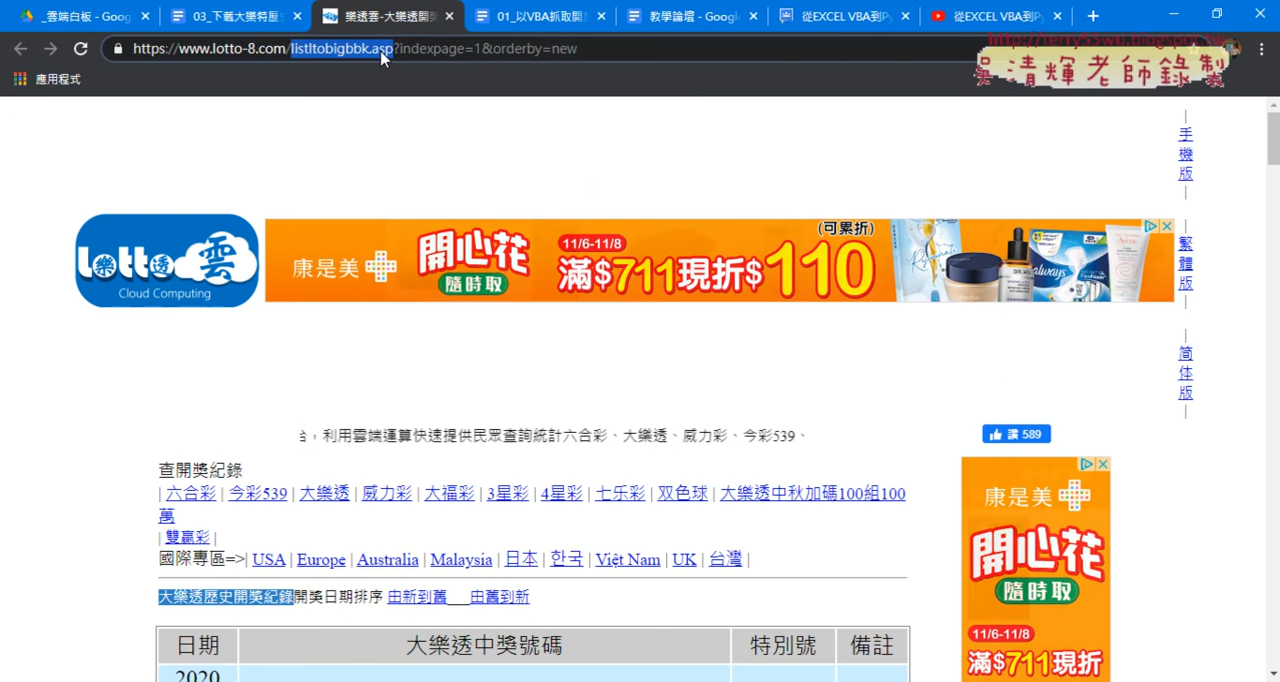 _雲端白板 - Goog
03_下載大樂特歷史
樂透雲-大樂透開獎
01_以VBA抓取開
教學論壇 - Google
從EXCEL VBA到Py
從EXCEL VBA到Py
https://www.lotto-8.com/listltobigbbk.asp?indexpage=1&orderby=new
http://terry55wu.blogspot.tw
吳清輝老師錄製
應用程式
| 手機版 |
| 繁體版 |
| 简体版 |
lotto 樂透 雲
Cloud Computing
康是美 開心花 隨時取 11/6-11/8 (可累折) 滿$711現折$110
always
，利用雲端運算快速提供民眾查詢統計六合彩、大樂透、威力彩、今彩539、
讚 589
查開獎紀錄
| 六合彩 | 今彩539 | 大樂透 | 威力彩 | 大福彩 | 3星彩 | 4星彩 | 七乐彩 | 双色球 | 大樂透中秋加碼100組100
萬
| 雙贏彩 |
國際專區=>| USA | Europe | Australia | Malaysia | 日本 | 한국 | Việt Nam | UK | 台灣 |
大樂透歷史開獎紀錄開獎日期排序 由新到舊___由舊到新
日期 大樂透中獎號碼 特別號 備註
2020
康是美
開心花
隨時取
11/6-11/8
滿$711現折